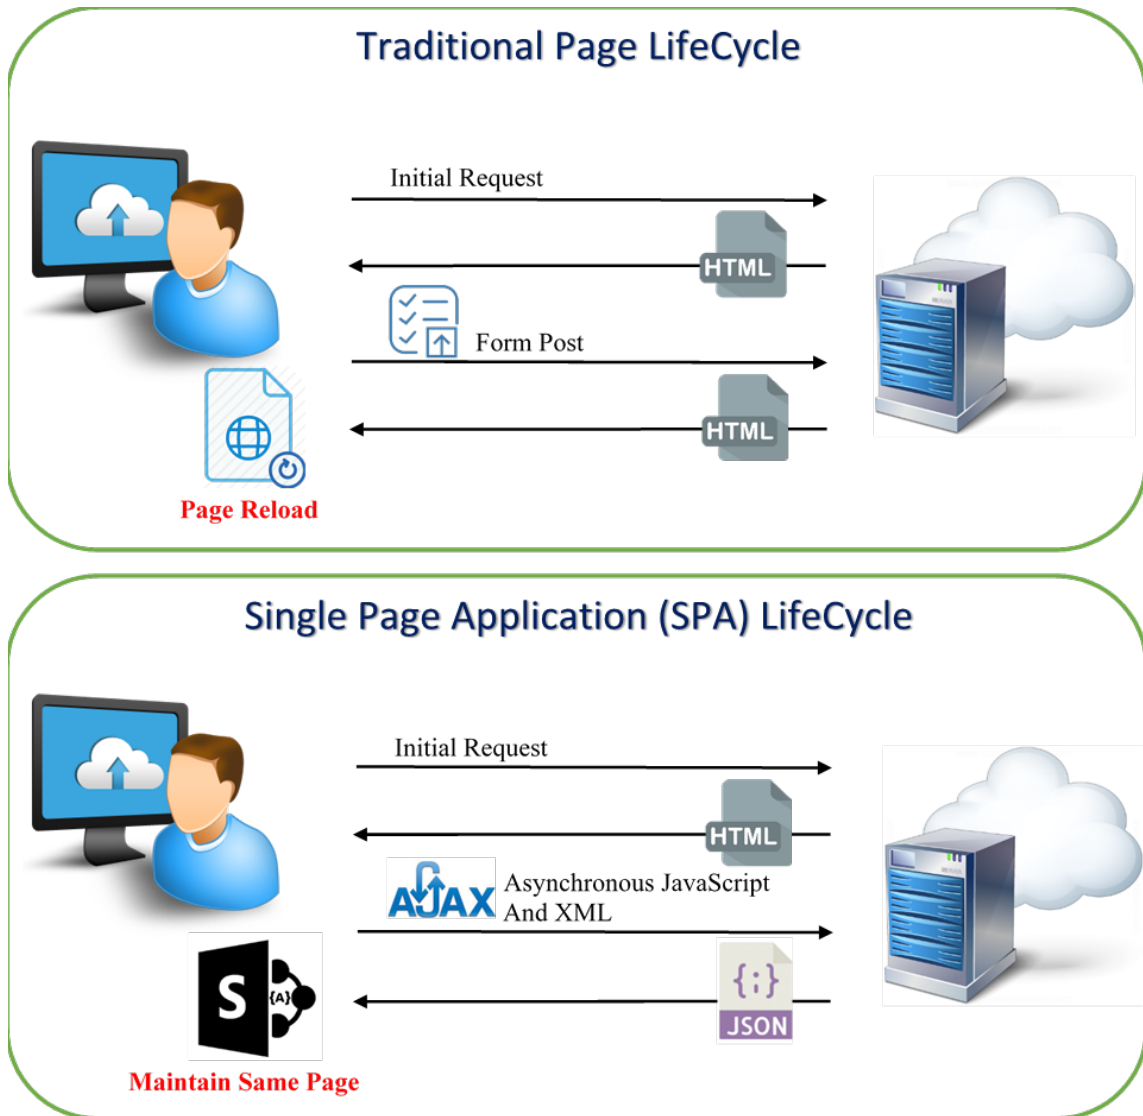 Traditional Page LifeCycle
Initial Request
HTML
Form Post
HTML
Page Reload
Single Page Application (SPA) LifeCycle
Initial Request
HTML
AJAX
Asynchronous JavaScript
And XML
S
{A}
{;}
JSON
Maintain Same Page